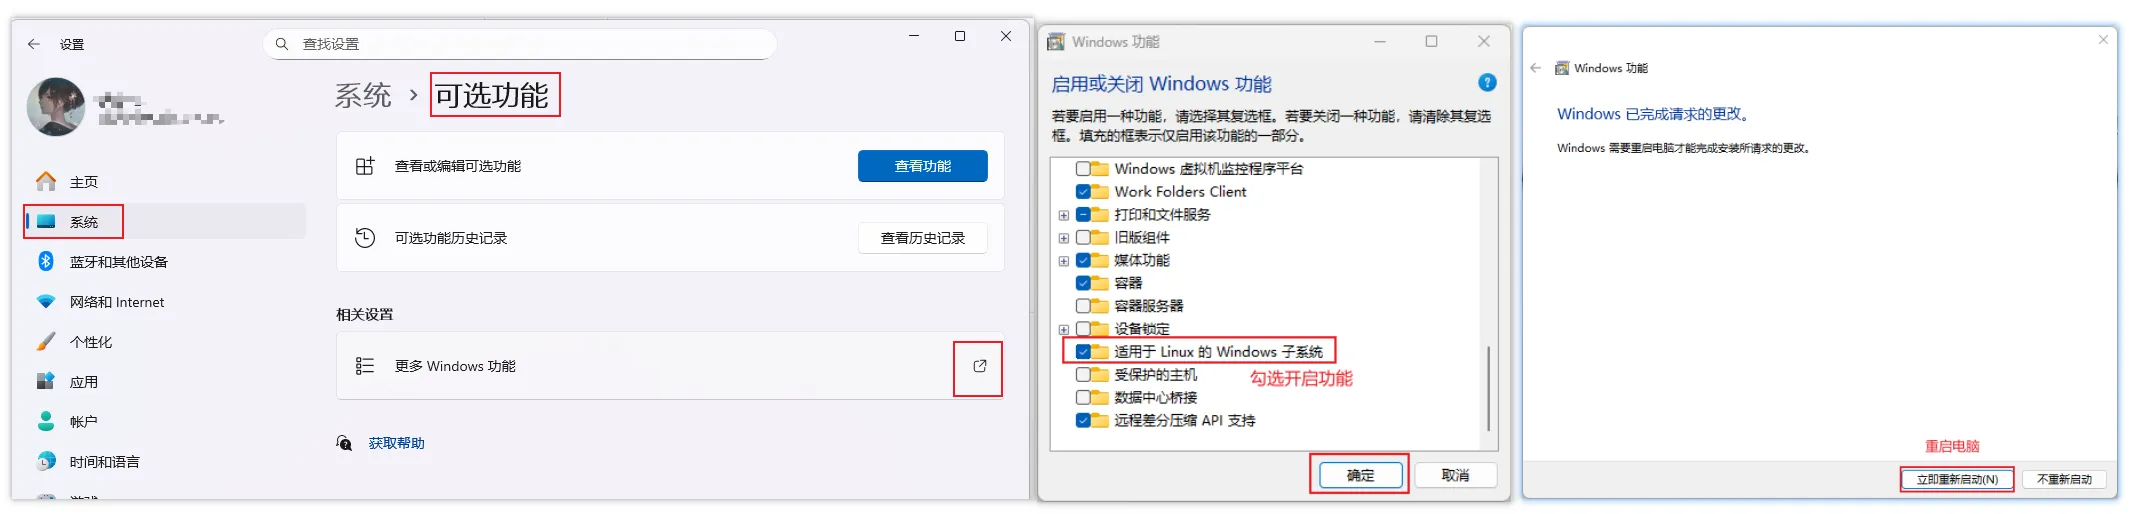 设置
查找设置
系统 › 可选功能
查看或编辑可选功能
查看功能
可选功能历史记录
查看历史记录
相关设置
更多 Windows 功能
获取帮助
主页
系统
蓝牙和其他设备
网络和 Internet
个性化
应用
帐户
时间和语言
Windows 功能
启用或关闭 Windows 功能
若要启用一种功能，请选择其复选框。若要关闭一种功能，请清除其复选
框。填充的框表示仅启用该功能的一部分。
Windows 虚拟机监控程序平台
Work Folders Client
打印和文件服务
旧版组件
媒体功能
容器
容器服务器
设备锁定
适用于 Linux 的 Windows 子系统
受保护的主机
勾选开启功能
数据中心桥接
远程差分压缩 API 支持
确定
取消
Windows 功能
Windows 已完成请求的更改。
Windows 需要重启电脑才能完成安装所请求的更改。
重启电脑
立即重新启动(N)
不重新启动